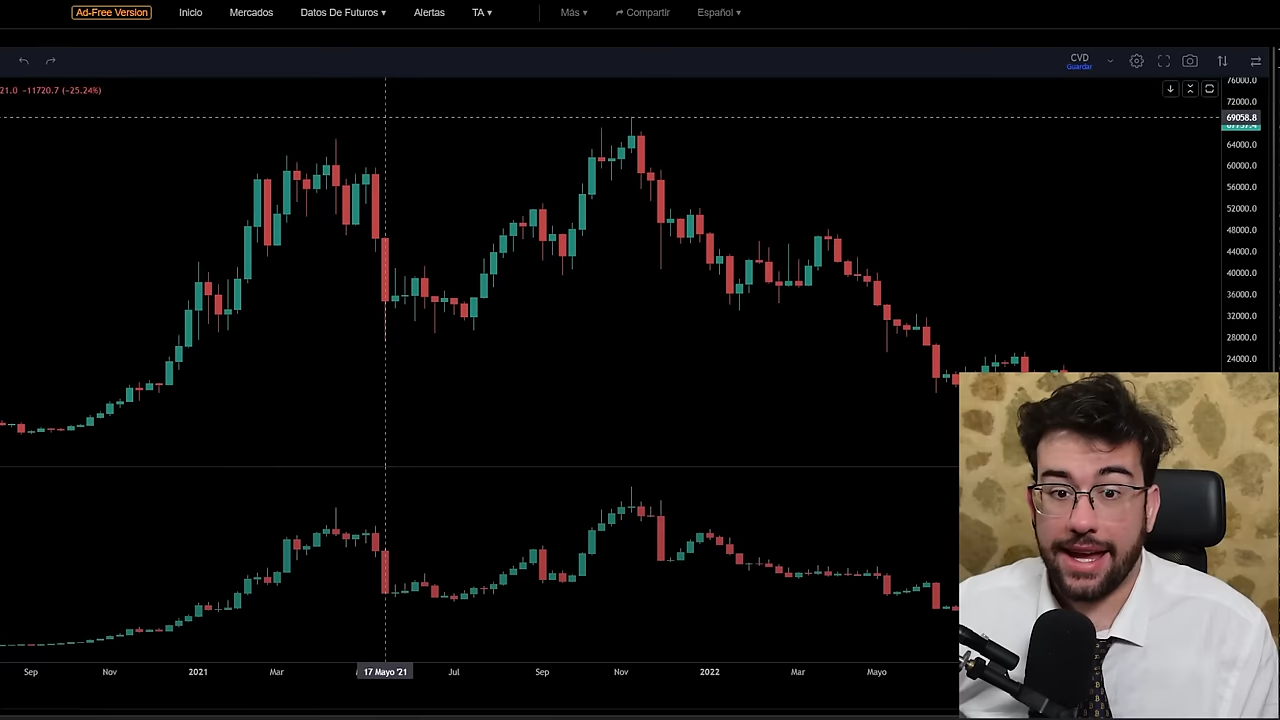 Ad-Free Version Inicio Mercados Datos De Futuros ▾ Alertas TA ▾ Más ▾ Compartir Español ▾
CVD
Guardar
21.0 −11720.7 (−25.24%)
76000.0
72000.0
69058.8
64000.0
60000.0
56000.0
52000.0
48000.0
44000.0
40000.0
36000.0
32000.0
28000.0
24000.0
Sep Nov 2021 Mar 17 Mayo '21 Jul Sep Nov 2022 Mar Mayo